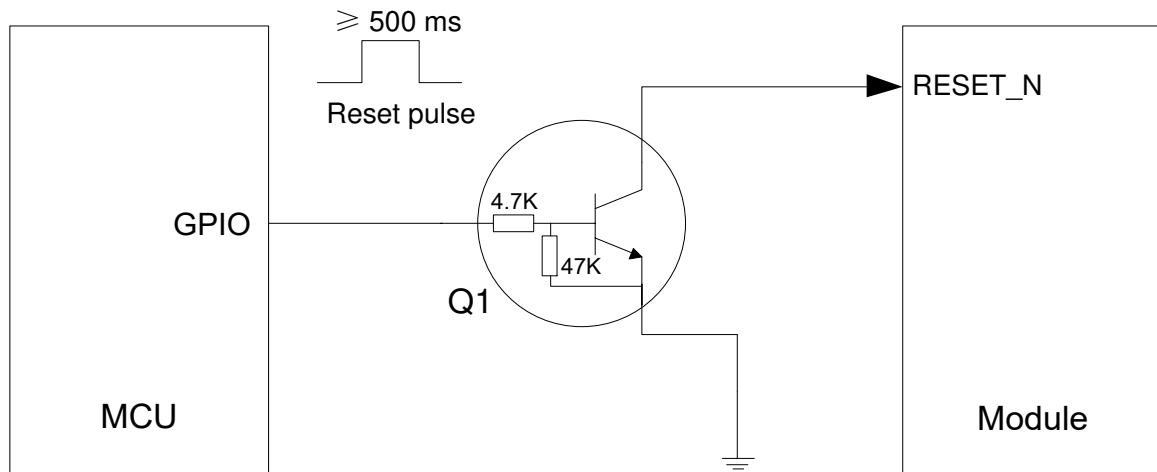 ≥ 500 ms
Reset pulse
RESET_N
4.7K
GPIO
47K
Q1
MCU
Module